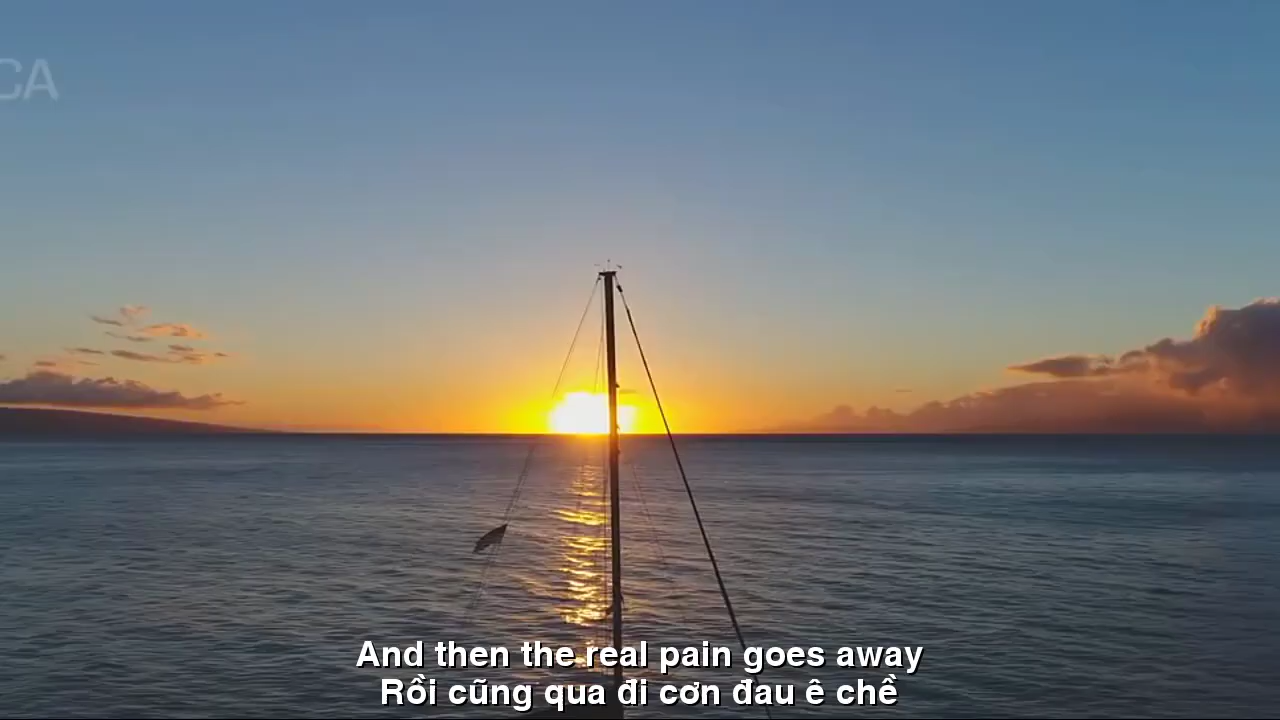 CA
And then the real pain goes away
Rồi cũng qua đi cơn đau ê chề